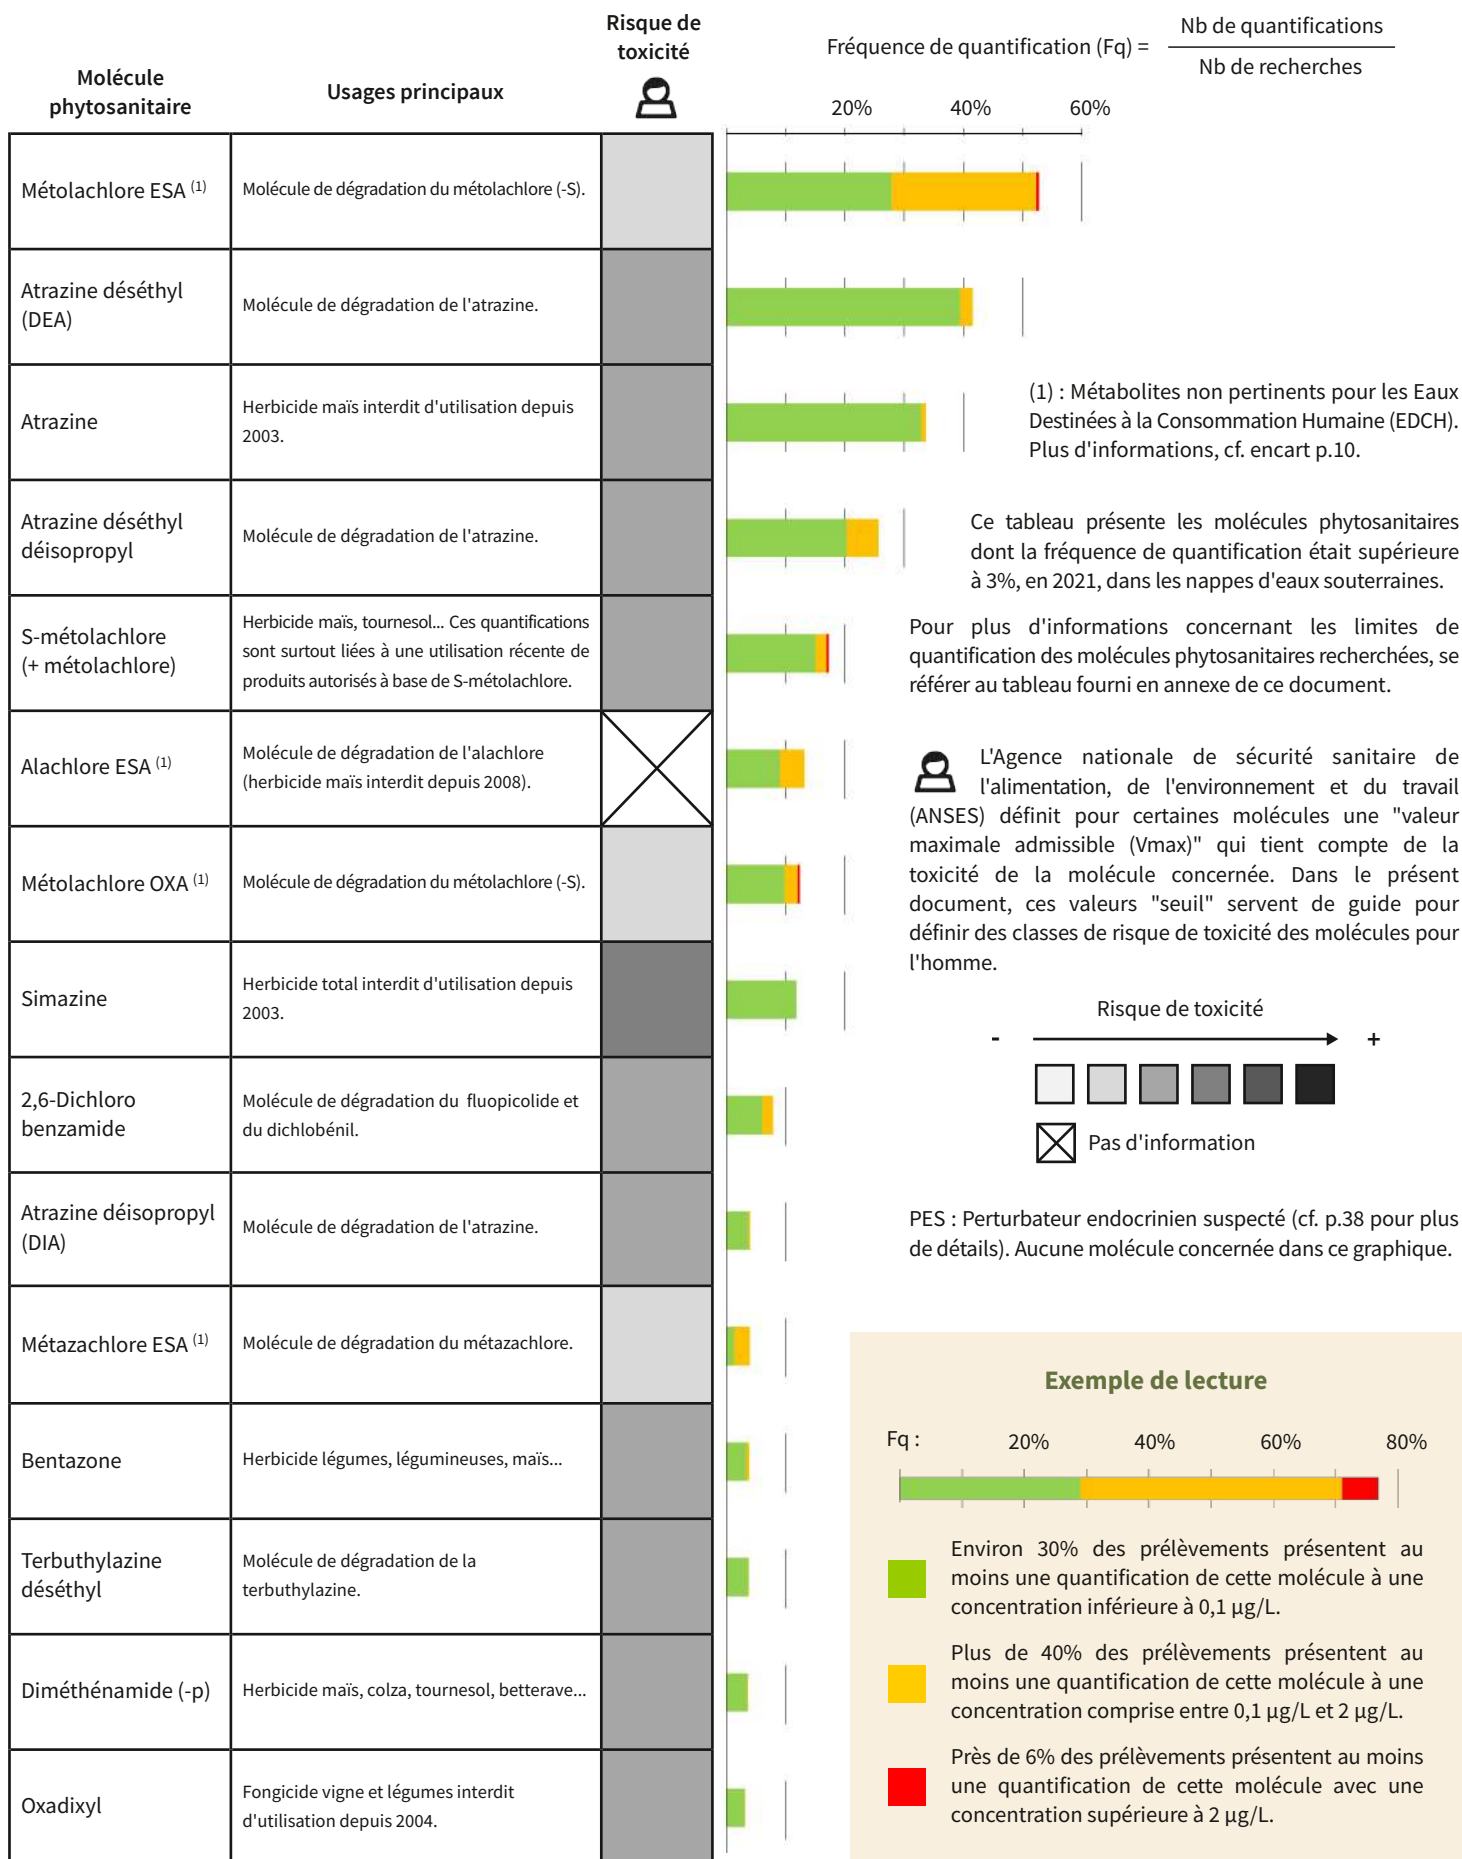 Molécule
phytosanitaire
Usages principaux
Risque de
toxicité
Fréquence de quantification (Fq) =
Nb de quantifications
Nb de recherches
20%
40%
60%
Métolachlore ESA (1)
Molécule de dégradation du métolachlore (-S).
Atrazine déséthyl
(DEA)
Molécule de dégradation de l'atrazine.
Atrazine
Herbicide maïs interdit d'utilisation depuis
2003.
Atrazine déséthyl
déisopropyl
Molécule de dégradation de l'atrazine.
S-métolachlore
(+ métolachlore)
Herbicide maïs, tournesol... Ces quantifications
sont surtout liées à une utilisation récente de
produits autorisés à base de S-métolachlore.
Alachlore ESA (1)
Molécule de dégradation de l'alachlore
(herbicide maïs interdit depuis 2008).
Métolachlore OXA (1)
Molécule de dégradation du métolachlore (-S).
Simazine
Herbicide total interdit d'utilisation depuis
2003.
2,6-Dichloro
benzamide
Molécule de dégradation du fluopicolide et
du dichlobénil.
Atrazine déisopropyl
(DIA)
Molécule de dégradation de l'atrazine.
Métazachlore ESA (1)
Molécule de dégradation du métazachlore.
Bentazone
Herbicide légumes, légumineuses, maïs...
Terbuthylazine
déséthyl
Molécule de dégradation de la
terbuthylazine.
Diméthénamide (-p)
Herbicide maïs, colza, tournesol, betterave...
Oxadixyl
Fongicide vigne et légumes interdit
d'utilisation depuis 2004.
(1) : Métabolites non pertinents pour les Eaux
Destinées à la Consommation Humaine (EDCH).
Plus d'informations, cf. encart p.10.
Ce tableau présente les molécules phytosanitaires
dont la fréquence de quantification était supérieure
à 3%, en 2021, dans les nappes d'eaux souterraines.
Pour plus d'informations concernant les limites de
quantification des molécules phytosanitaires recherchées, se
référer au tableau fourni en annexe de ce document.
L'Agence nationale de sécurité sanitaire de
l'alimentation, de l'environnement et du travail
(ANSES) définit pour certaines molécules une "valeur
maximale admissible (Vmax)" qui tient compte de la
toxicité de la molécule concernée. Dans le présent
document, ces valeurs "seuil" servent de guide pour
définir des classes de risque de toxicité des molécules pour
l'homme.
Risque de toxicité
- +
Pas d'information
PES : Perturbateur endocrinien suspecté (cf. p.38 pour plus
de détails). Aucune molécule concernée dans ce graphique.
Exemple de lecture
Fq :
20%
40%
60%
80%
Environ 30% des prélèvements présentent au
moins une quantification de cette molécule à une
concentration inférieure à 0,1 µg/L.
Plus de 40% des prélèvements présentent au
moins une quantification de cette molécule à une
concentration comprise entre 0,1 µg/L et 2 µg/L.
Près de 6% des prélèvements présentent au moins
une quantification de cette molécule avec une
concentration supérieure à 2 µg/L.